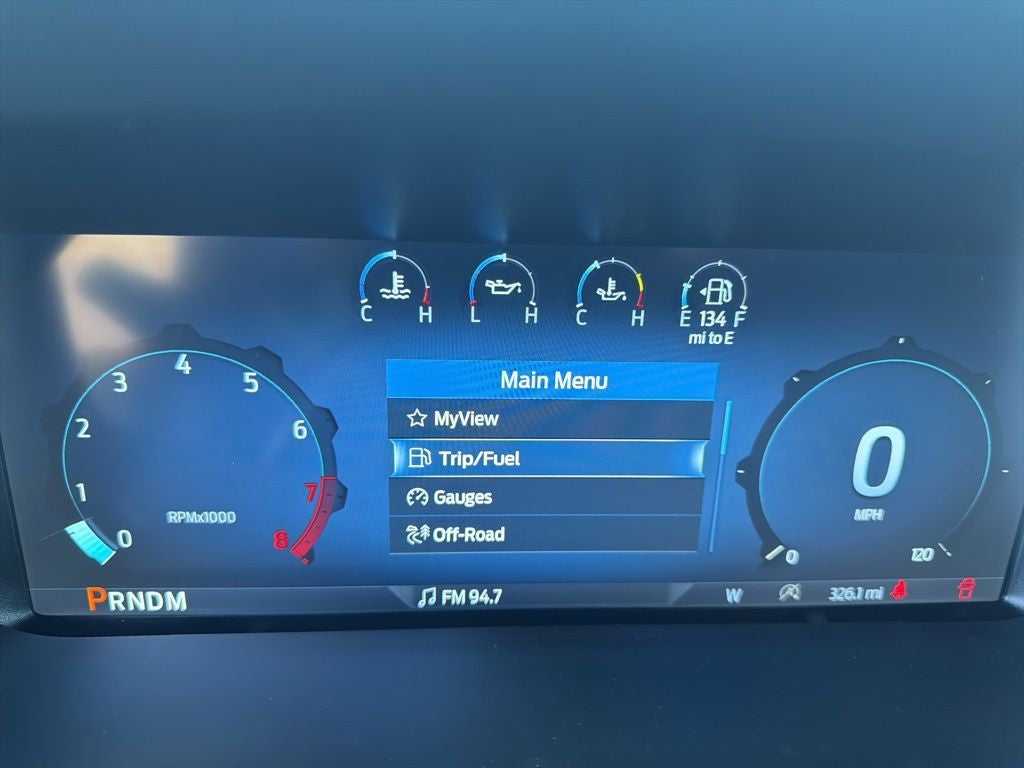 C H
L H
C H
E 134 F
mi to E
Main Menu
MyView
Trip/Fuel
Gauges
Off-Road
0
1
2
3
4
5
6
7
8
RPMx1000
0
MPH
0
120
PRNDM
FM 94.7
W
326.1 mi